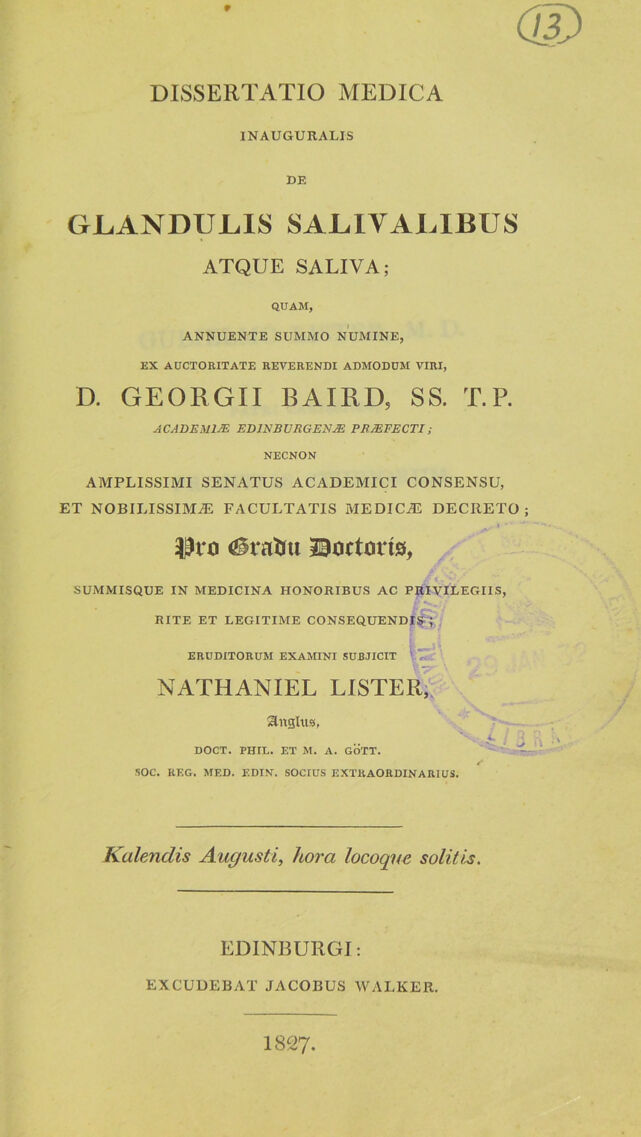 13
DISSERTATIO MEDICA
INAUGURALIS
DE
GLANDULIS SALIVALIBUS
ATQUE SALIVA;
QUAM,
ANNUENTE SUMMO NUMINE,
EX AUCTORITATE REVERENDI ADMODUM VIRI,
D. GEORGII BAIRD, SS. T.P.
ACADEMIÆ EDINBURGENÆ PRÆFECTI;
NECNON
AMPLISSIMI SENATUS ACADEMICI CONSENSU,
ET NOBILISSIMÆ FACULTATIS MEDICÆ DECRETO;
Pro Gradu Doctoris,
SUMMISQUE IN MEDICINA HONORIBUS AC PRIVILEGIIS,
RITE ET LEGITIME CONSEQUENDIS;
ERUDITORUM EXAMINI SUBJICIT
NATHANIEL LISTER,
Anglus,
DOCT. PHIL. ET M. A. GÖTT.
SOC. REG. MED. EDIN. SOCIUS EXTRAORDINARIUS.
Kalendis Augusti, hora locoque solitis.
EDINBURGI:
EXCUDEBAT JACOBUS WALKER.
1827.